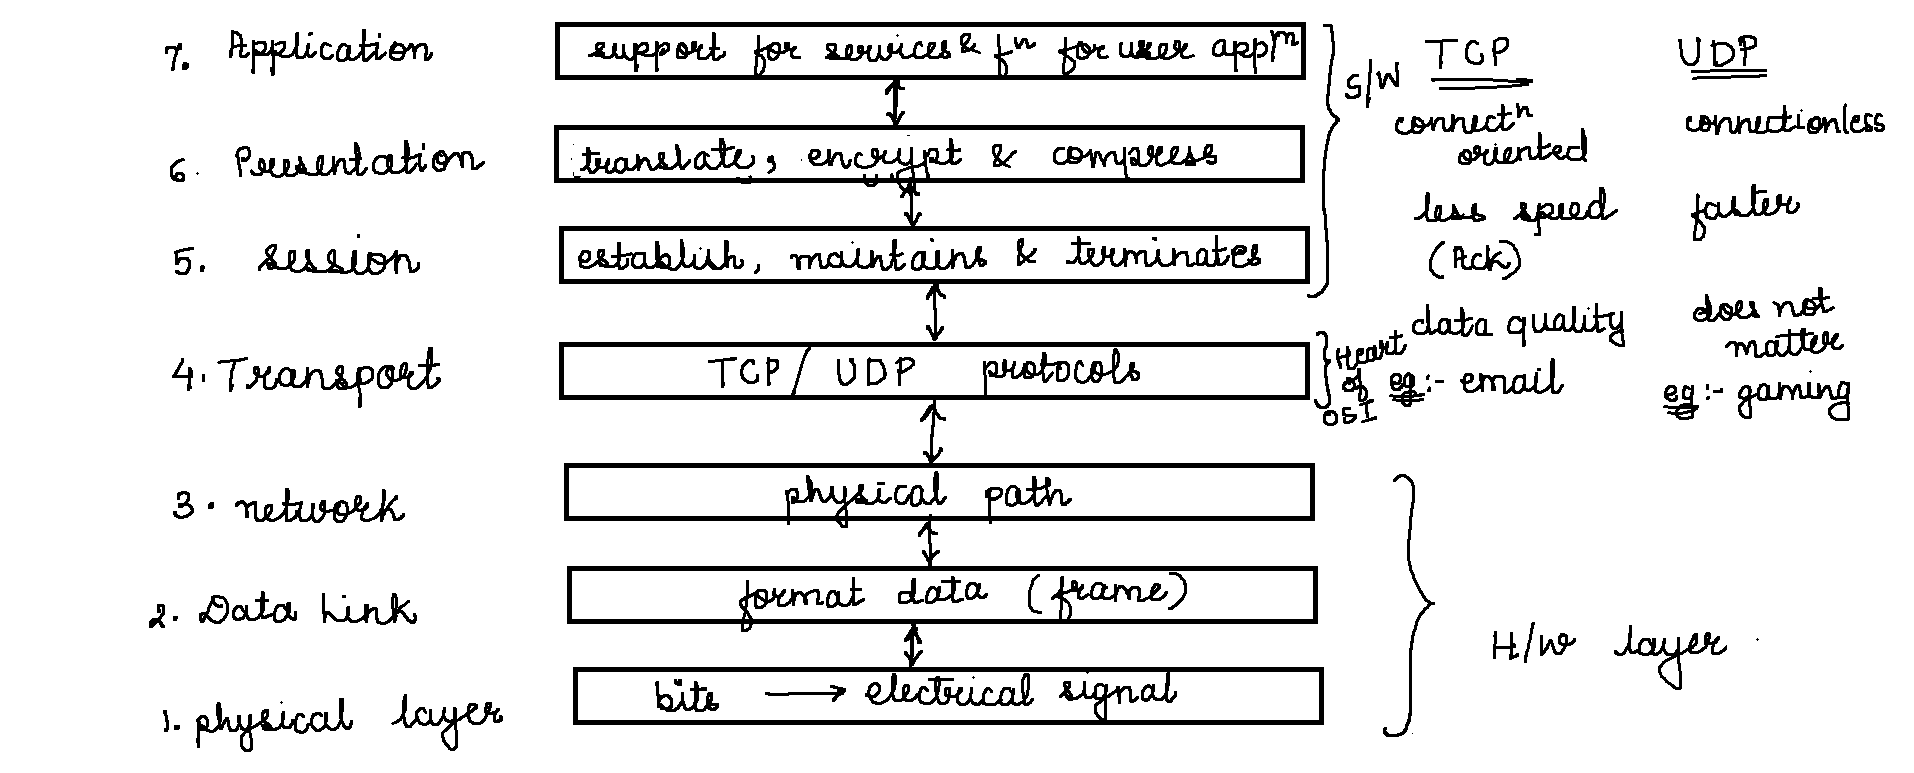 7. Application
support for services & fⁿ for user appⁿ
6. Presentation
translate, encrypt & compress
5. session
establish, maintains & terminates
S/W
4. Transport
TCP / UDP protocols
Heart
of
OSI
3. network
physical path
2. Data Link
format data (frame)
1. physical layer
bits → electrical signal
H/W layer
TCP
connectⁿ
oriented
less speed
(Ack)
data quality
eg:- email
UDP
connectionless
faster
does not
matter
eg:- gaming